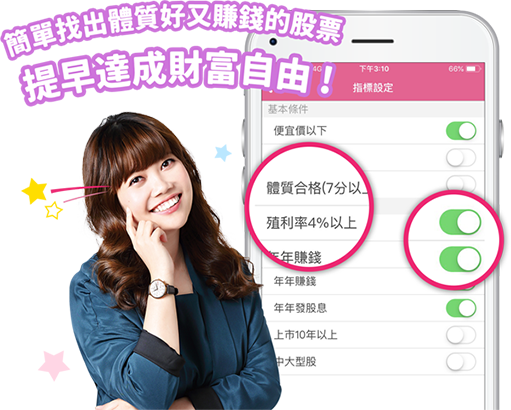 簡單找出體質好又賺錢的股票
提早達成財富自由！
4G 下午3:10 66%
指標設定
基本條件
便宜價以下
體質合格(7分以上
殖利率4%以上
年年賺錢
年年賺錢
年年發股息
上市10年以上
中大型股